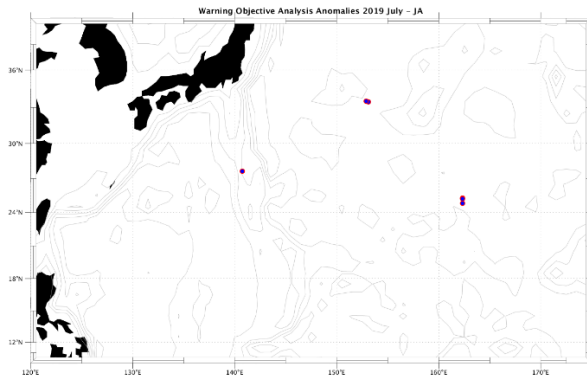 Warning Objective Analysis Anomalies 2019 July - JA
36°N
30°N
24°N
18°N
12°N
120°E
130°E
140°E
150°E
160°E
170°E